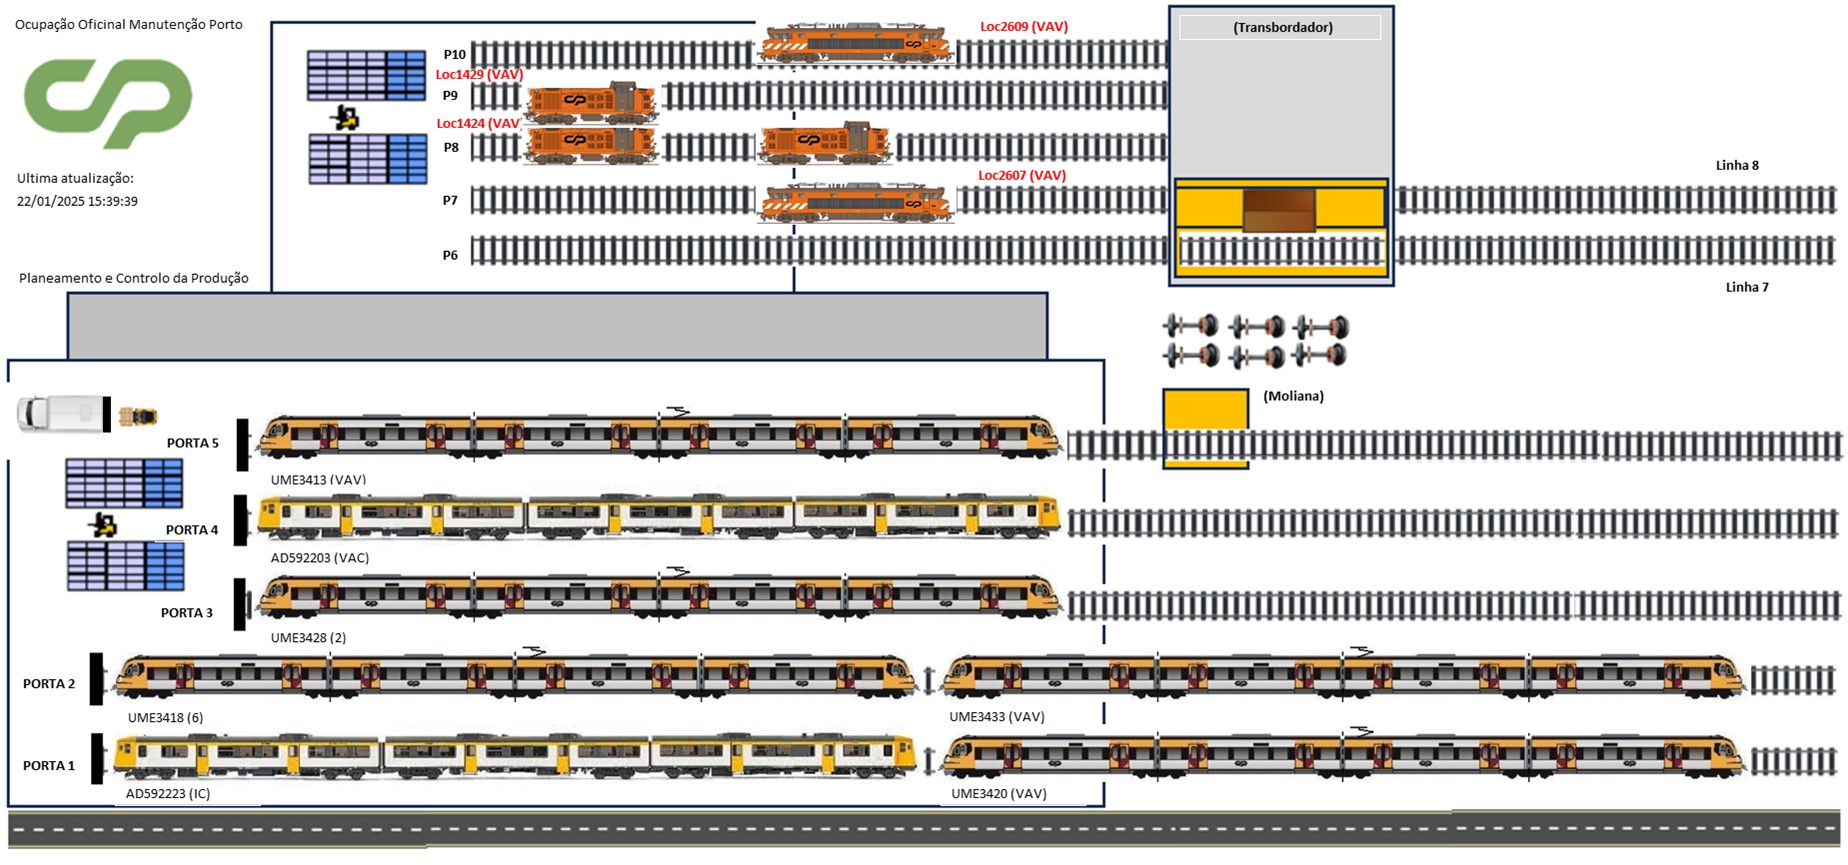 Ocupação Oficinal Manutenção Porto
Ultima atualização:
22/01/2025 15:39:39
Planeamento e Controlo da Produção
P10
Loc2609 (VAV)
Loc1429 (VAV)
P9
Loc1424 (VAV)
P8
Loc2607 (VAV)
P7
P6
(Transbordador)
Linha 8
Linha 7
(Moliana)
PORTA 5
UME3413 (VAV)
PORTA 4
AD592203 (VAC)
PORTA 3
UME3428 (2)
PORTA 2
UME3418 (6)
UME3433 (VAV)
PORTA 1
AD592223 (IC)
UME3420 (VAV)